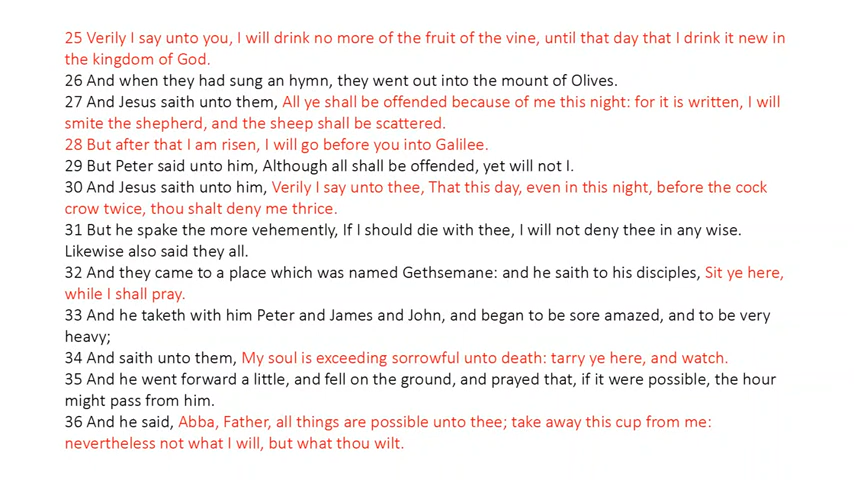 25 Verily I say unto you, I will drink no more of the fruit of the vine, until that day that I drink it new in
the kingdom of God.
26 And when they had sung an hymn, they went out into the mount of Olives.
27 And Jesus saith unto them, All ye shall be offended because of me this night: for it is written, I will
smite the shepherd, and the sheep shall be scattered.
28 But after that I am risen, I will go before you into Galilee.
29 But Peter said unto him, Although all shall be offended, yet will not I.
30 And Jesus saith unto him, Verily I say unto thee, That this day, even in this night, before the cock
crow twice, thou shalt deny me thrice.
31 But he spake the more vehemently, If I should die with thee, I will not deny thee in any wise.
Likewise also said they all.
32 And they came to a place which was named Gethsemane: and he saith to his disciples, Sit ye here,
while I shall pray.
33 And he taketh with him Peter and James and John, and began to be sore amazed, and to be very
heavy;
34 And saith unto them, My soul is exceeding sorrowful unto death: tarry ye here, and watch.
35 And he went forward a little, and fell on the ground, and prayed that, if it were possible, the hour
might pass from him.
36 And he said, Abba, Father, all things are possible unto thee; take away this cup from me:
nevertheless not what I will, but what thou wilt.